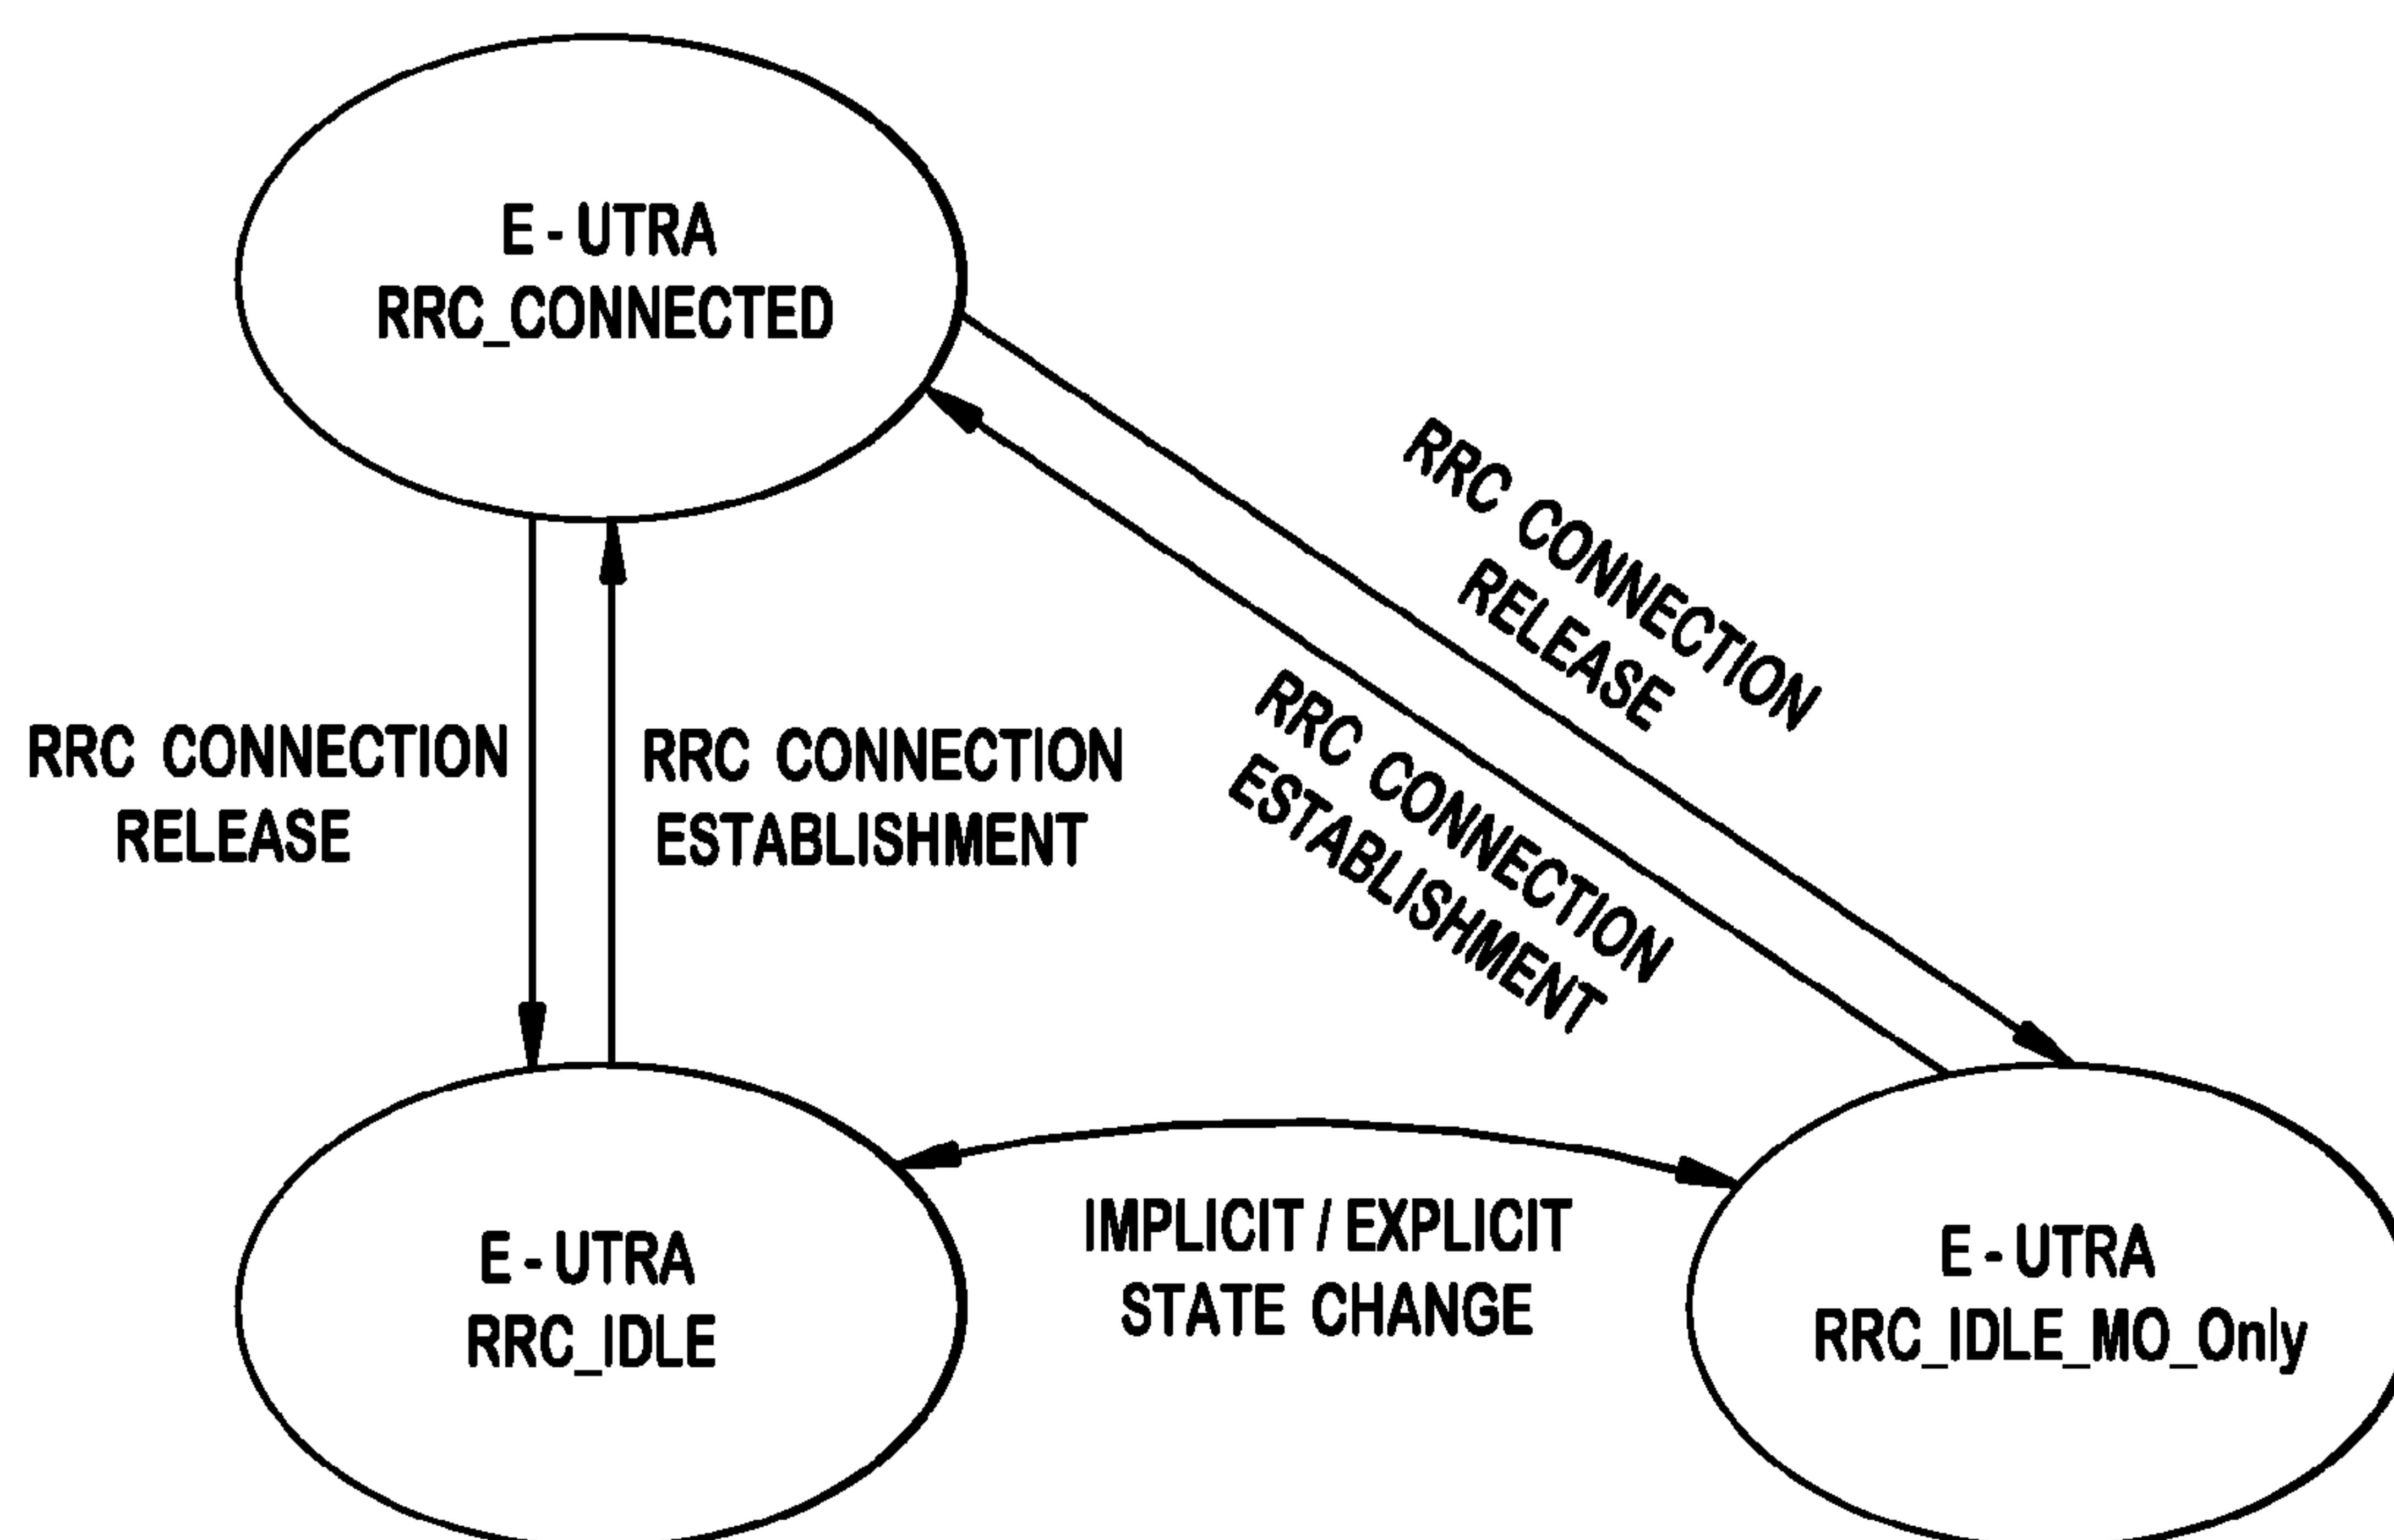 E - UTRA
RRC_CONNECTED
RRC CONNECTION
RELEASE
RRC CONNECTION
ESTABLISHMENT
RRC CONNECTION
RELEASE
RRC CONNECTION
ESTABLISHMENT
IMPLICIT / EXPLICIT
STATE CHANGE
E - UTRA
RRC_IDLE
E - UTRA
RRC_IDLE_MO_Only